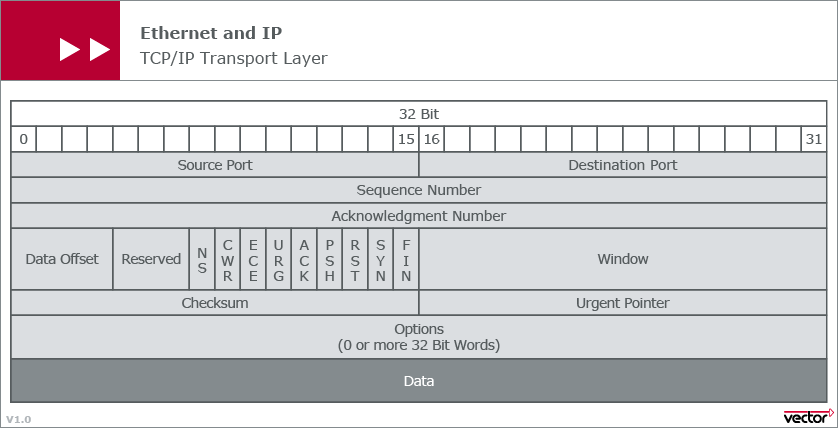 Ethernet and IP
TCP/IP Transport Layer
32 Bit
0 15 16 31
Source Port Destination Port
Sequence Number
Acknowledgment Number
Data Offset Reserved NS CWR ECE URG ACK PSH RST SYN FIN Window
Checksum Urgent Pointer
Options
(0 or more 32 Bit Words)
Data
V1.0 vector